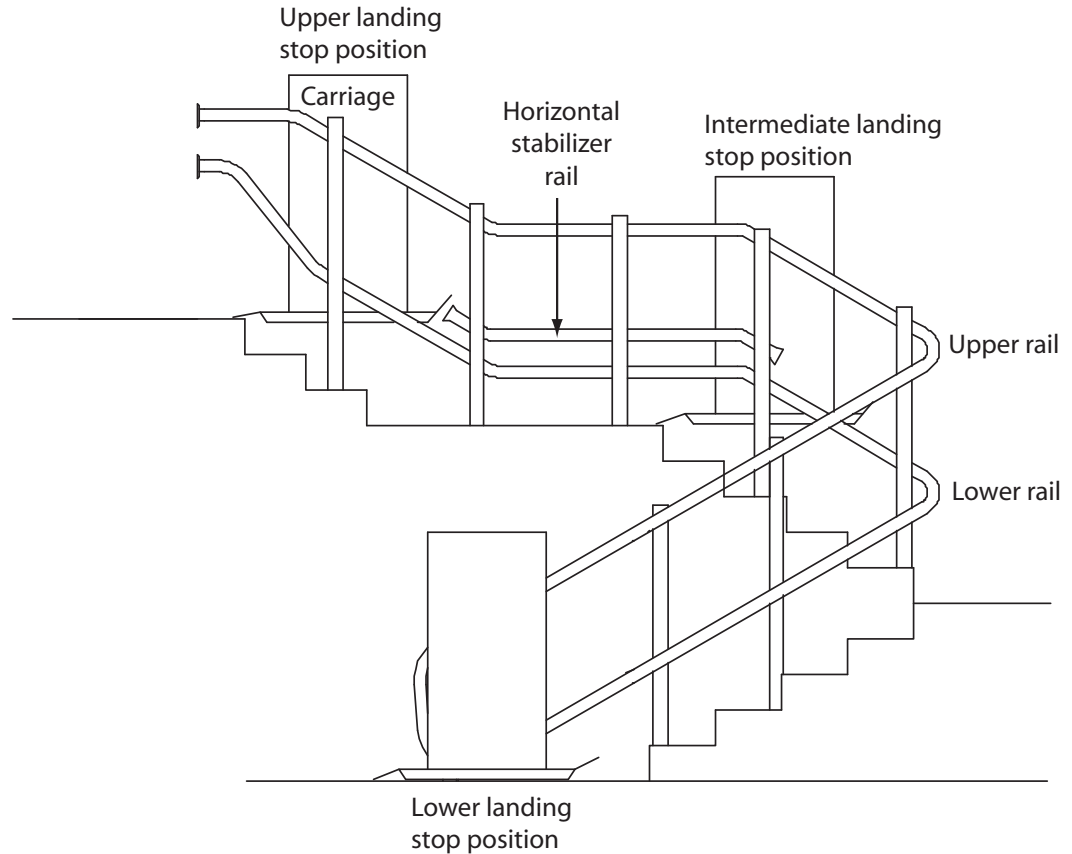 Upper landing
stop position
Carriage
Horizontal
stabilizer
rail
Intermediate landing
stop position
Upper rail
Lower rail
Lower landing
stop position